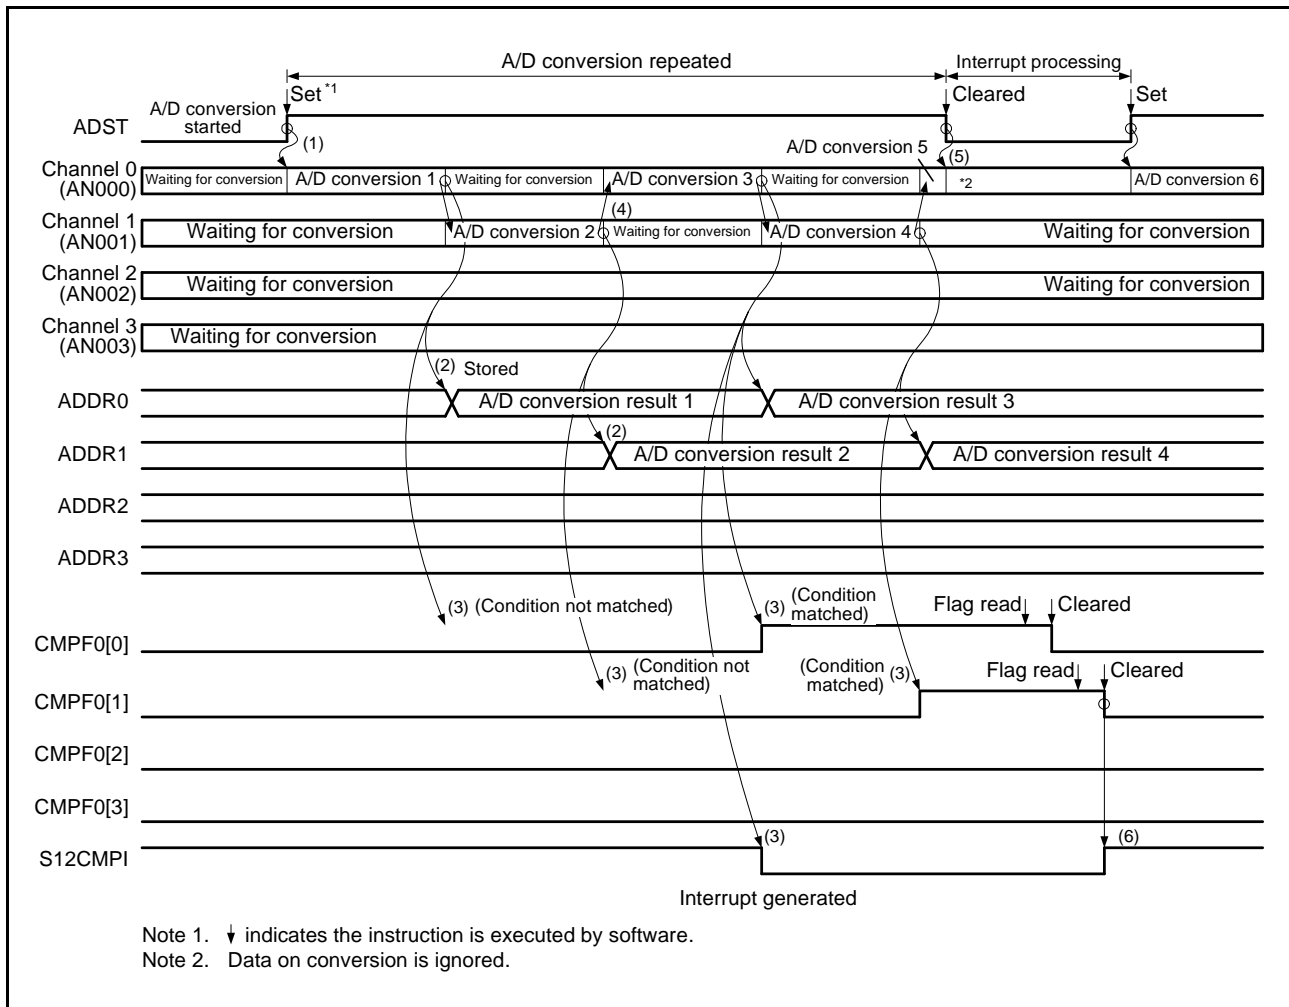 A/D conversion repeated
Interrupt processing
Set *1
Cleared
Set
A/D conversion
started
ADST
(1)
A/D conversion 5
(5)
Channel 0
(AN000)
Waiting for conversion
A/D conversion 1
Waiting for conversion
A/D conversion 3
Waiting for conversion
*2
A/D conversion 6
(4)
Channel 1
(AN001)
Waiting for conversion
A/D conversion 2
Waiting for conversion
A/D conversion 4
Waiting for conversion
Channel 2
(AN002)
Waiting for conversion
Waiting for conversion
Channel 3
(AN003)
Waiting for conversion
(2) Stored
ADDR0
A/D conversion result 1
A/D conversion result 3
(2)
ADDR1
A/D conversion result 2
A/D conversion result 4
ADDR2
ADDR3
(3) (Condition not matched)
(3) (Condition
matched)
Flag read
Cleared
CMPF0[0]
(3) (Condition not
matched)
(Condition
matched) (3)
Flag read
Cleared
CMPF0[1]
CMPF0[2]
CMPF0[3]
(3)
(6)
S12CMPI
Interrupt generated
Note 1. indicates the instruction is executed by software.
Note 2. Data on conversion is ignored.